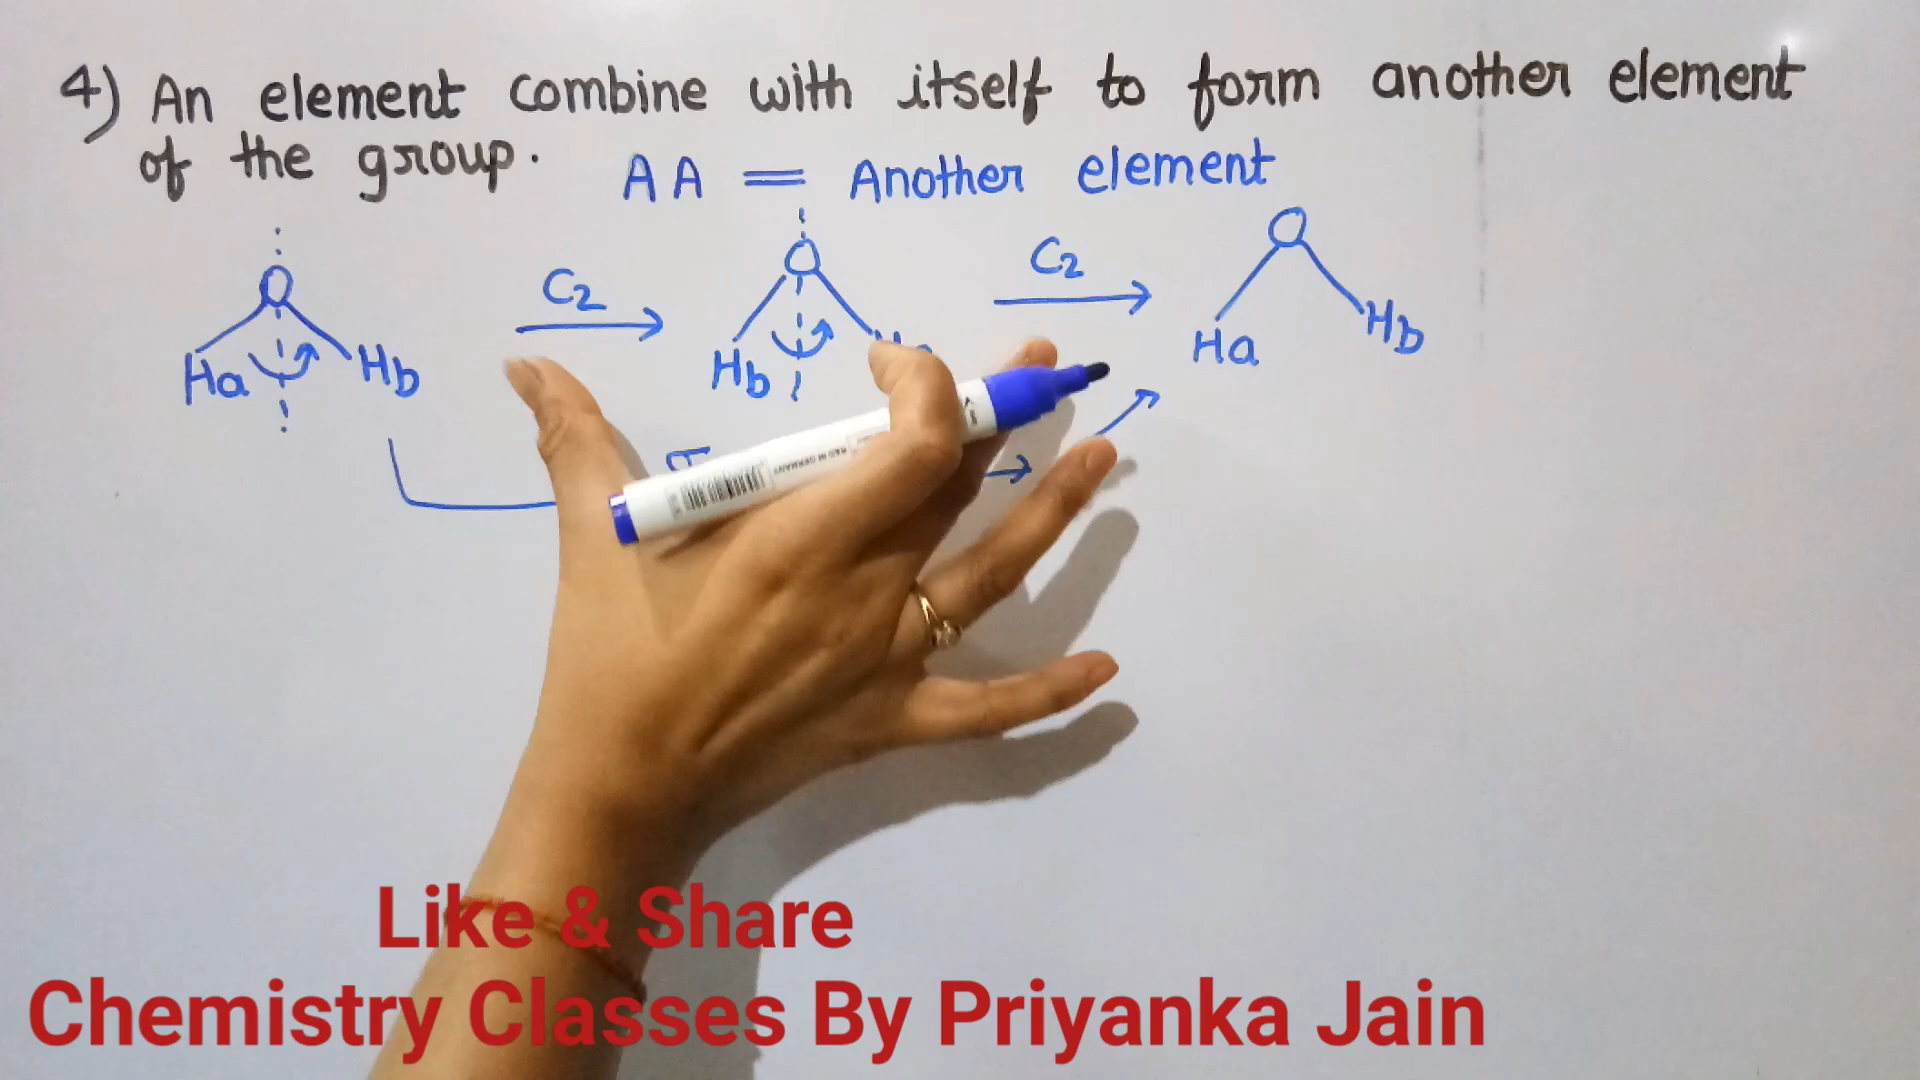 4) An element combine with itself to form another element
of the group.
AA = Another element
O
Ha
Hb
C2
O
Hb
C2
O
Ha
Hb
Like & Share
Chemistry Classes By Priyanka Jain